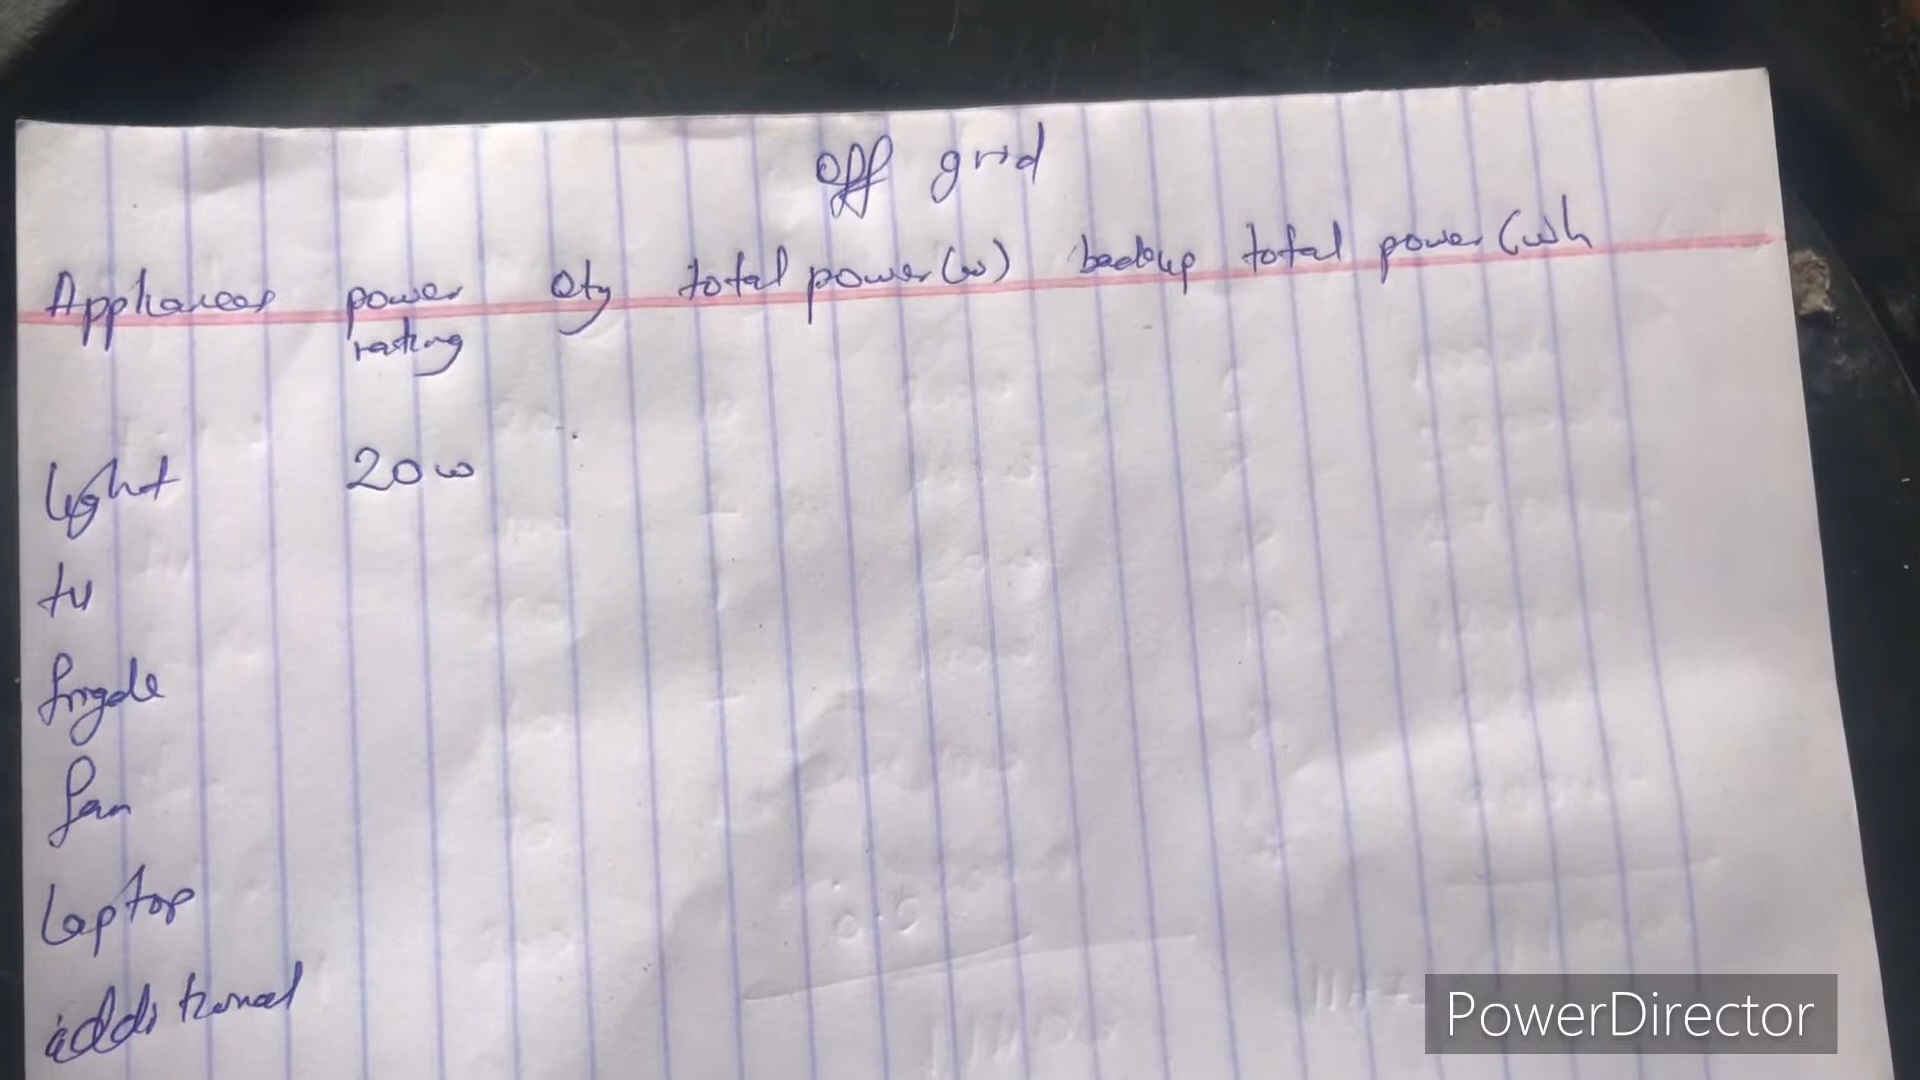 off grid
Appliances power rating Qty total power(w) backup total power (wh
light 20w
tv
frigde
fan
laptop
additional
PowerDirector